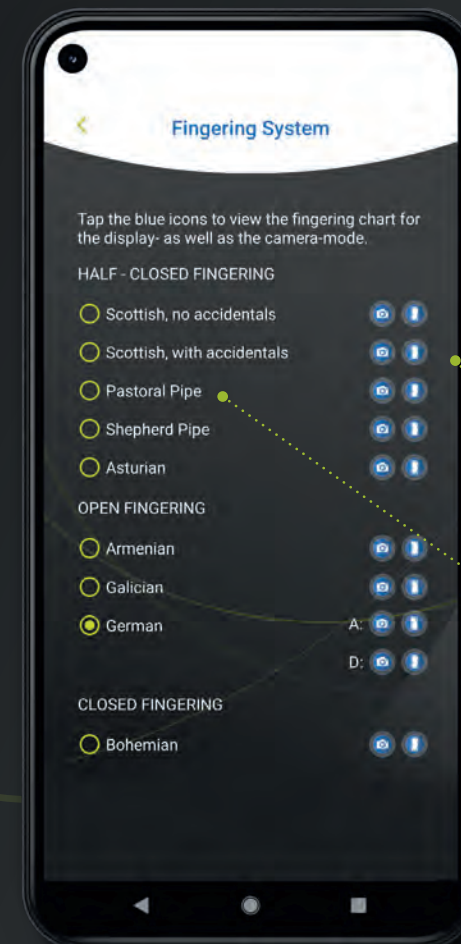 Fingering System
Tap the blue icons to view the fingering chart for
the display- as well as the camera-mode.
HALF - CLOSED FINGERING
Scottish, no accidentals
Scottish, with accidentals
Pastoral Pipe
Shepherd Pipe
Asturian
OPEN FINGERING
Armenian
Galician
German A:
D:
CLOSED FINGERING
Bohemian